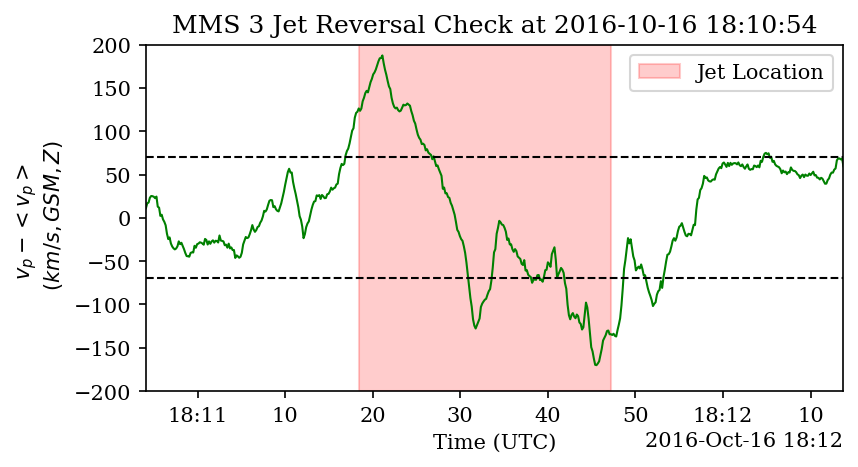 MMS 3 Jet Reversal Check at 2016-10-16 18:10:54
Jet Location
200
150
100
50
0
−50
−100
−150
−200
v_p − < v_p >
(km/s, GSM, Z)
18:11 10 20 30 40 50 18:12 10
Time (UTC)
2016-Oct-16 18:12